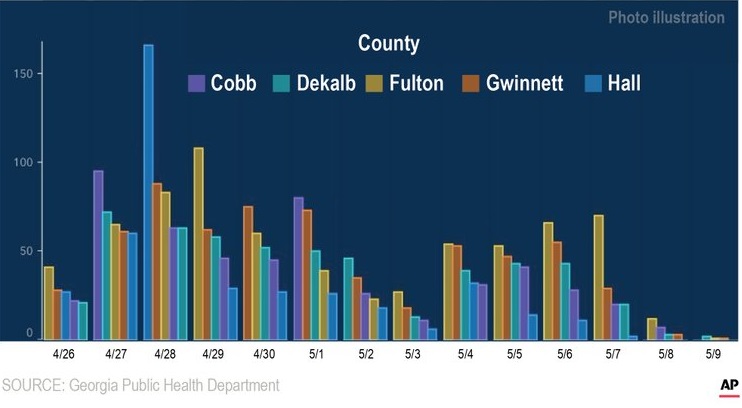 Photo illustration
County
Cobb Dekalb Fulton Gwinnett Hall
150
100
50
0
4/26 4/27 4/28 4/29 4/30 5/1 5/2 5/3 5/4 5/5 5/6 5/7 5/8 5/9
SOURCE: Georgia Public Health Department
AP